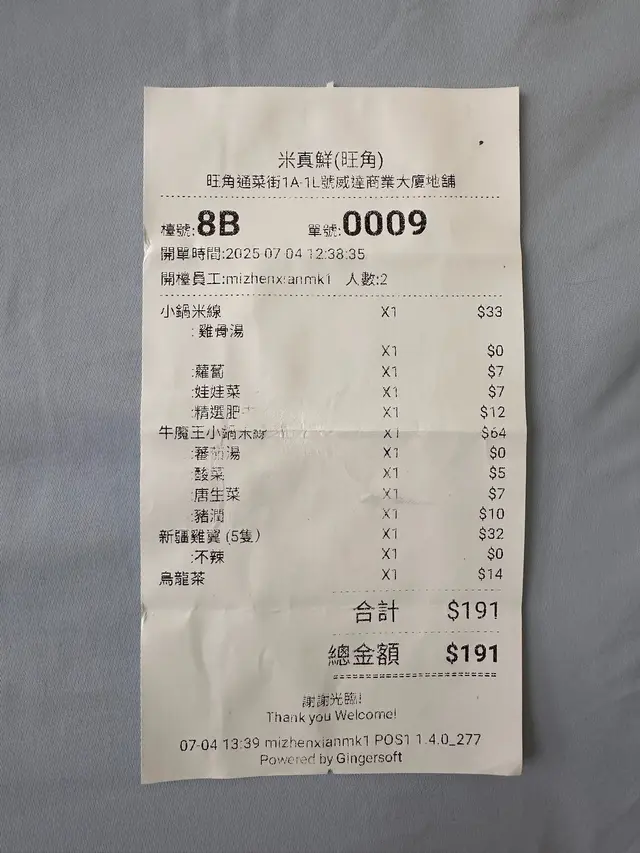 米真鮮(旺角)
旺角通菜街1A-1L號威達商業大廈地舖
檯號:8B 單號:0009
開單時間:2025-07-04 12:38:35
開檯員工:mizhenxianmk1 人數:2
小鍋米線 X1 $33
:雞骨湯
X1 $0
:蘿蔔 X1 $7
:娃娃菜 X1 $7
:精選肥 X1 $12
牛魔王小鍋米線 X1 $64
:蕃茄湯 X1 $0
:酸菜 X1 $5
:唐生菜 X1 $7
:豬潤 X1 $10
新疆雞翼 (5隻) X1 $32
:不辣 X1 $0
烏龍茶 X1 $14
合計 $191
總金額 $191
謝謝光臨!
Thank you Welcome!
07-04 13:39 mizhenxianmk1 POS1 1.4.0_277
Powered by Gingersoft